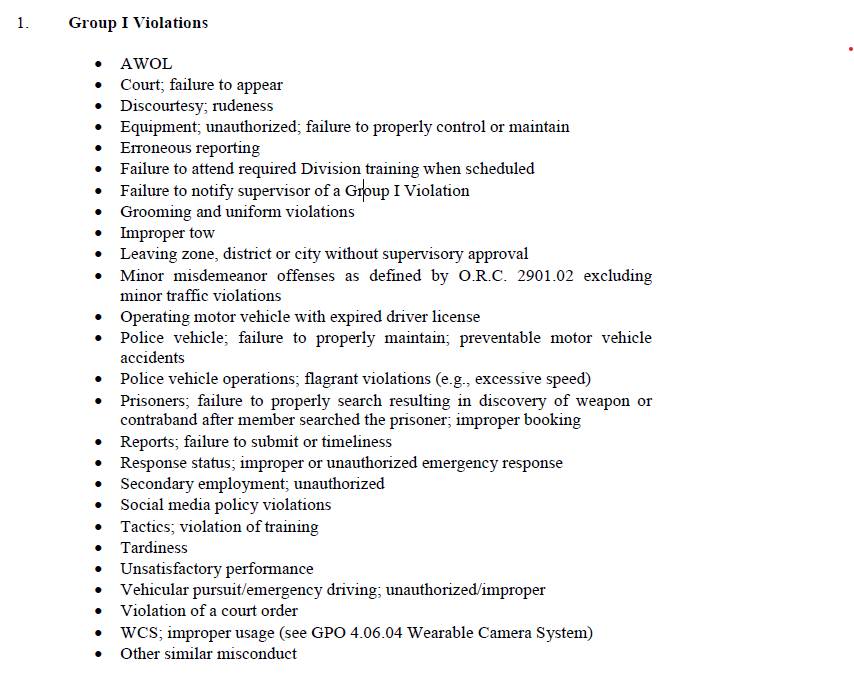 1. Group I Violations
• AWOL
• Court; failure to appear
• Discourtesy; rudeness
• Equipment; unauthorized; failure to properly control or maintain
• Erroneous reporting
• Failure to attend required Division training when scheduled
• Failure to notify supervisor of a Group I Violation
• Grooming and uniform violations
• Improper tow
• Leaving zone, district or city without supervisory approval
• Minor misdemeanor offenses as defined by O.R.C. 2901.02 excluding
minor traffic violations
• Operating motor vehicle with expired driver license
• Police vehicle; failure to properly maintain; preventable motor vehicle
accidents
• Police vehicle operations; flagrant violations (e.g., excessive speed)
• Prisoners; failure to properly search resulting in discovery of weapon or
contraband after member searched the prisoner; improper booking
• Reports; failure to submit or timeliness
• Response status; improper or unauthorized emergency response
• Secondary employment; unauthorized
• Social media policy violations
• Tactics; violation of training
• Tardiness
• Unsatisfactory performance
• Vehicular pursuit/emergency driving; unauthorized/improper
• Violation of a court order
• WCS; improper usage (see GPO 4.06.04 Wearable Camera System)
• Other similar misconduct